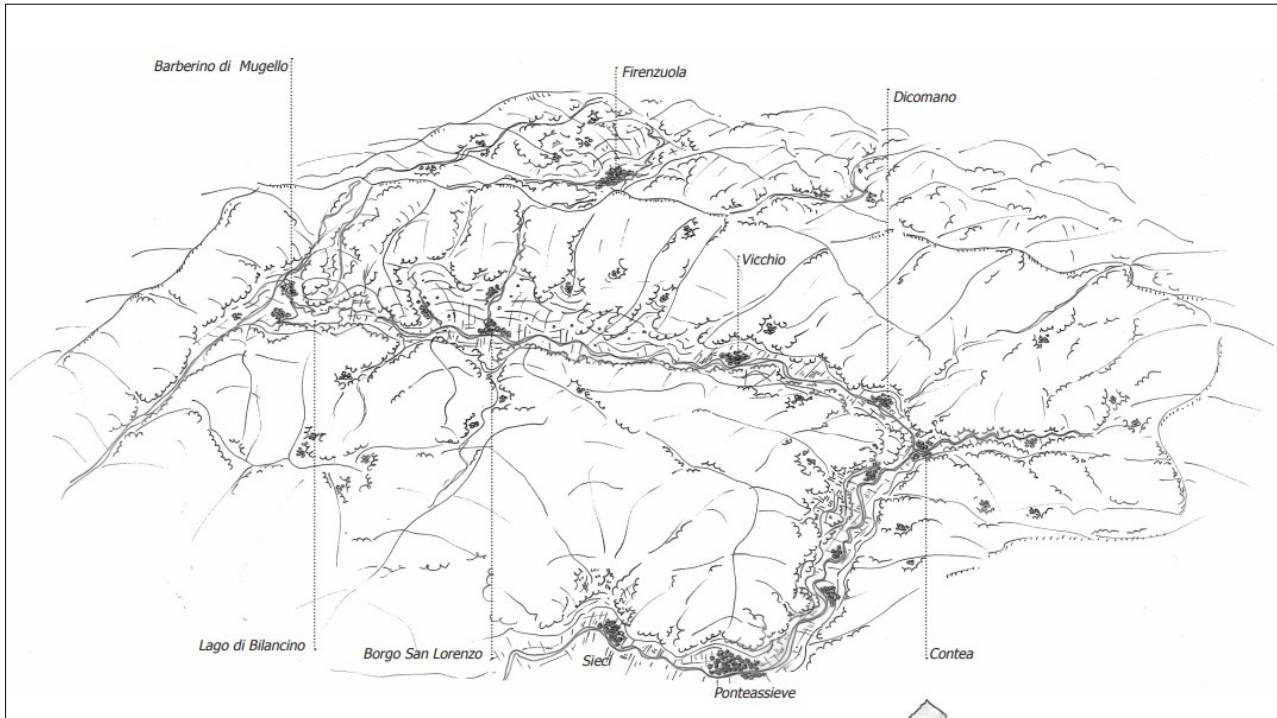 Barberino di Mugello
Firenzuola
Dicomano
Vicchio
Lago di Bilancino
Borgo San Lorenzo
Sieci
Contea
Ponteassieve